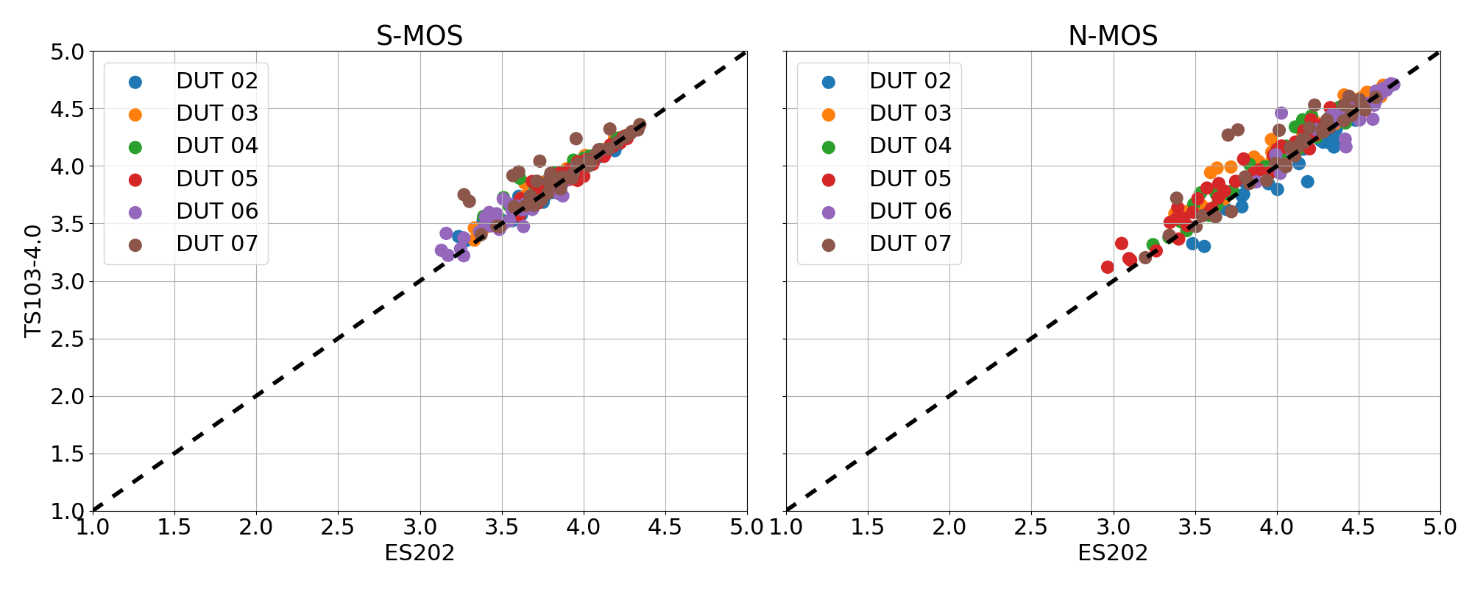 S-MOS
N-MOS
5.0
4.5
4.0
3.5
3.0
2.5
2.0
1.5
1.0
TS103-4.0
DUT 02
DUT 03
DUT 04
DUT 05
DUT 06
DUT 07
DUT 02
DUT 03
DUT 04
DUT 05
DUT 06
DUT 07
1.0 1.5 2.0 2.5 3.0 3.5 4.0 4.5 5.0
1.0 1.5 2.0 2.5 3.0 3.5 4.0 4.5 5.0
ES202
ES202